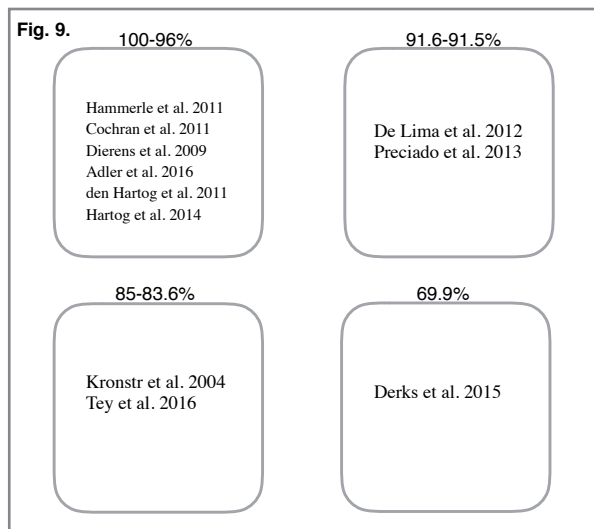 Fig. 9.
100-96%
Hammerle et al. 2011
Cochran et al. 2011
Dierens et al. 2009
Adler et al. 2016
den Hartog et al. 2011
Hartog et al. 2014
91.6-91.5%
De Lima et al. 2012
Preciado et al. 2013
85-83.6%
Kronstr et al. 2004
Tey et al. 2016
69.9%
Derks et al. 2015